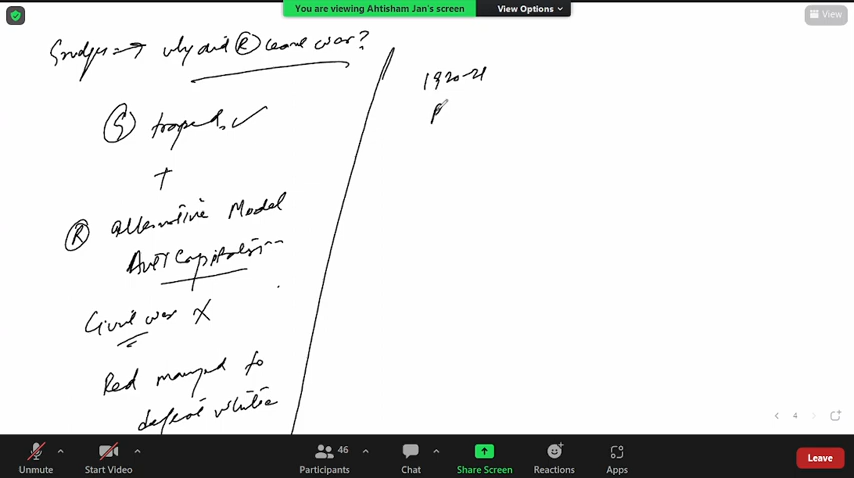 You are viewing Ahtisham Jan's screen
View Options
View
Grudges → why did R leave war?
1920-21
G traped ✓
+
R alternative Model
Anti Capitalism
Civil war X
Red managed to
defeat white
4
46
Unmute
Start Video
Participants
Chat
Share Screen
Reactions
Apps
Leave